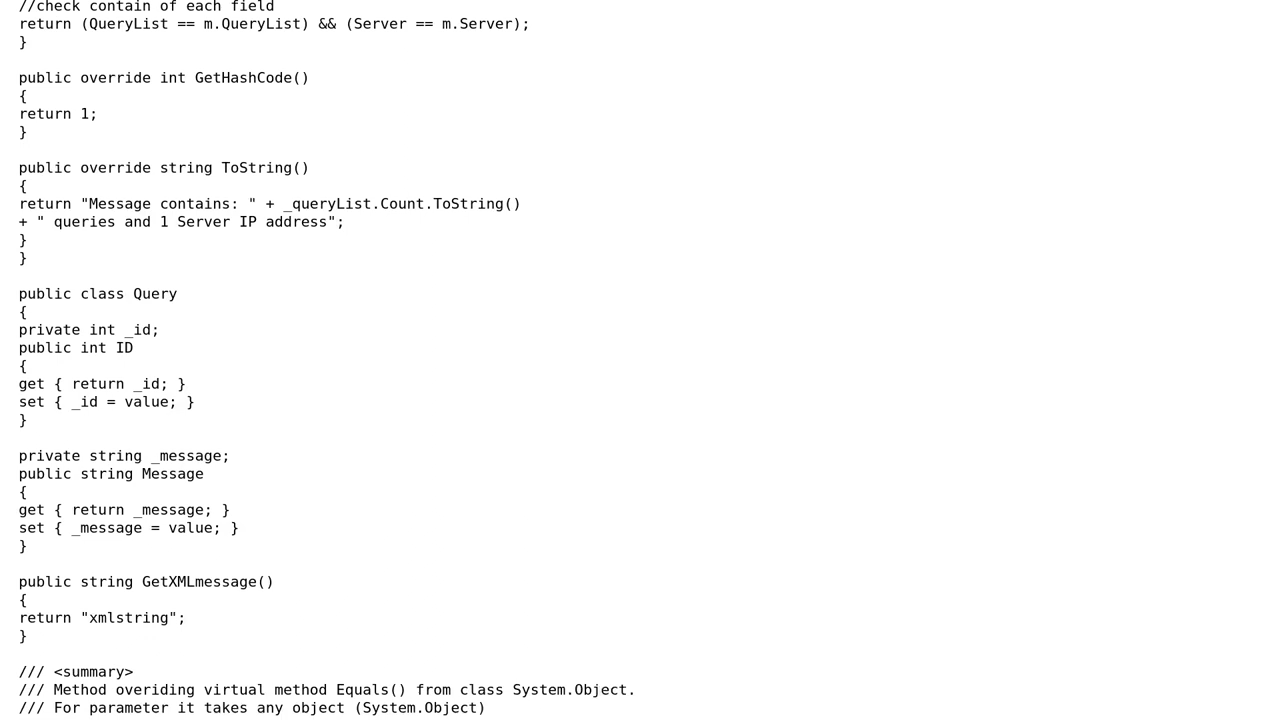 //check contain of each field
return (QueryList == m.QueryList) && (Server == m.Server);
}
public override int GetHashCode()
{
return 1;
}
public override string ToString()
{
return "Message contains: " + _queryList.Count.ToString()
+ " queries and 1 Server IP address";
}
}
public class Query
{
private int _id;
public int ID
{
get { return _id; }
set { _id = value; }
}
private string _message;
public string Message
{
get { return _message; }
set { _message = value; }
}
public string GetXMLmessage()
{
return "xmlstring";
}
/// <summary>
/// Method overiding virtual method Equals() from class System.Object.
/// For parameter it takes any object (System.Object)